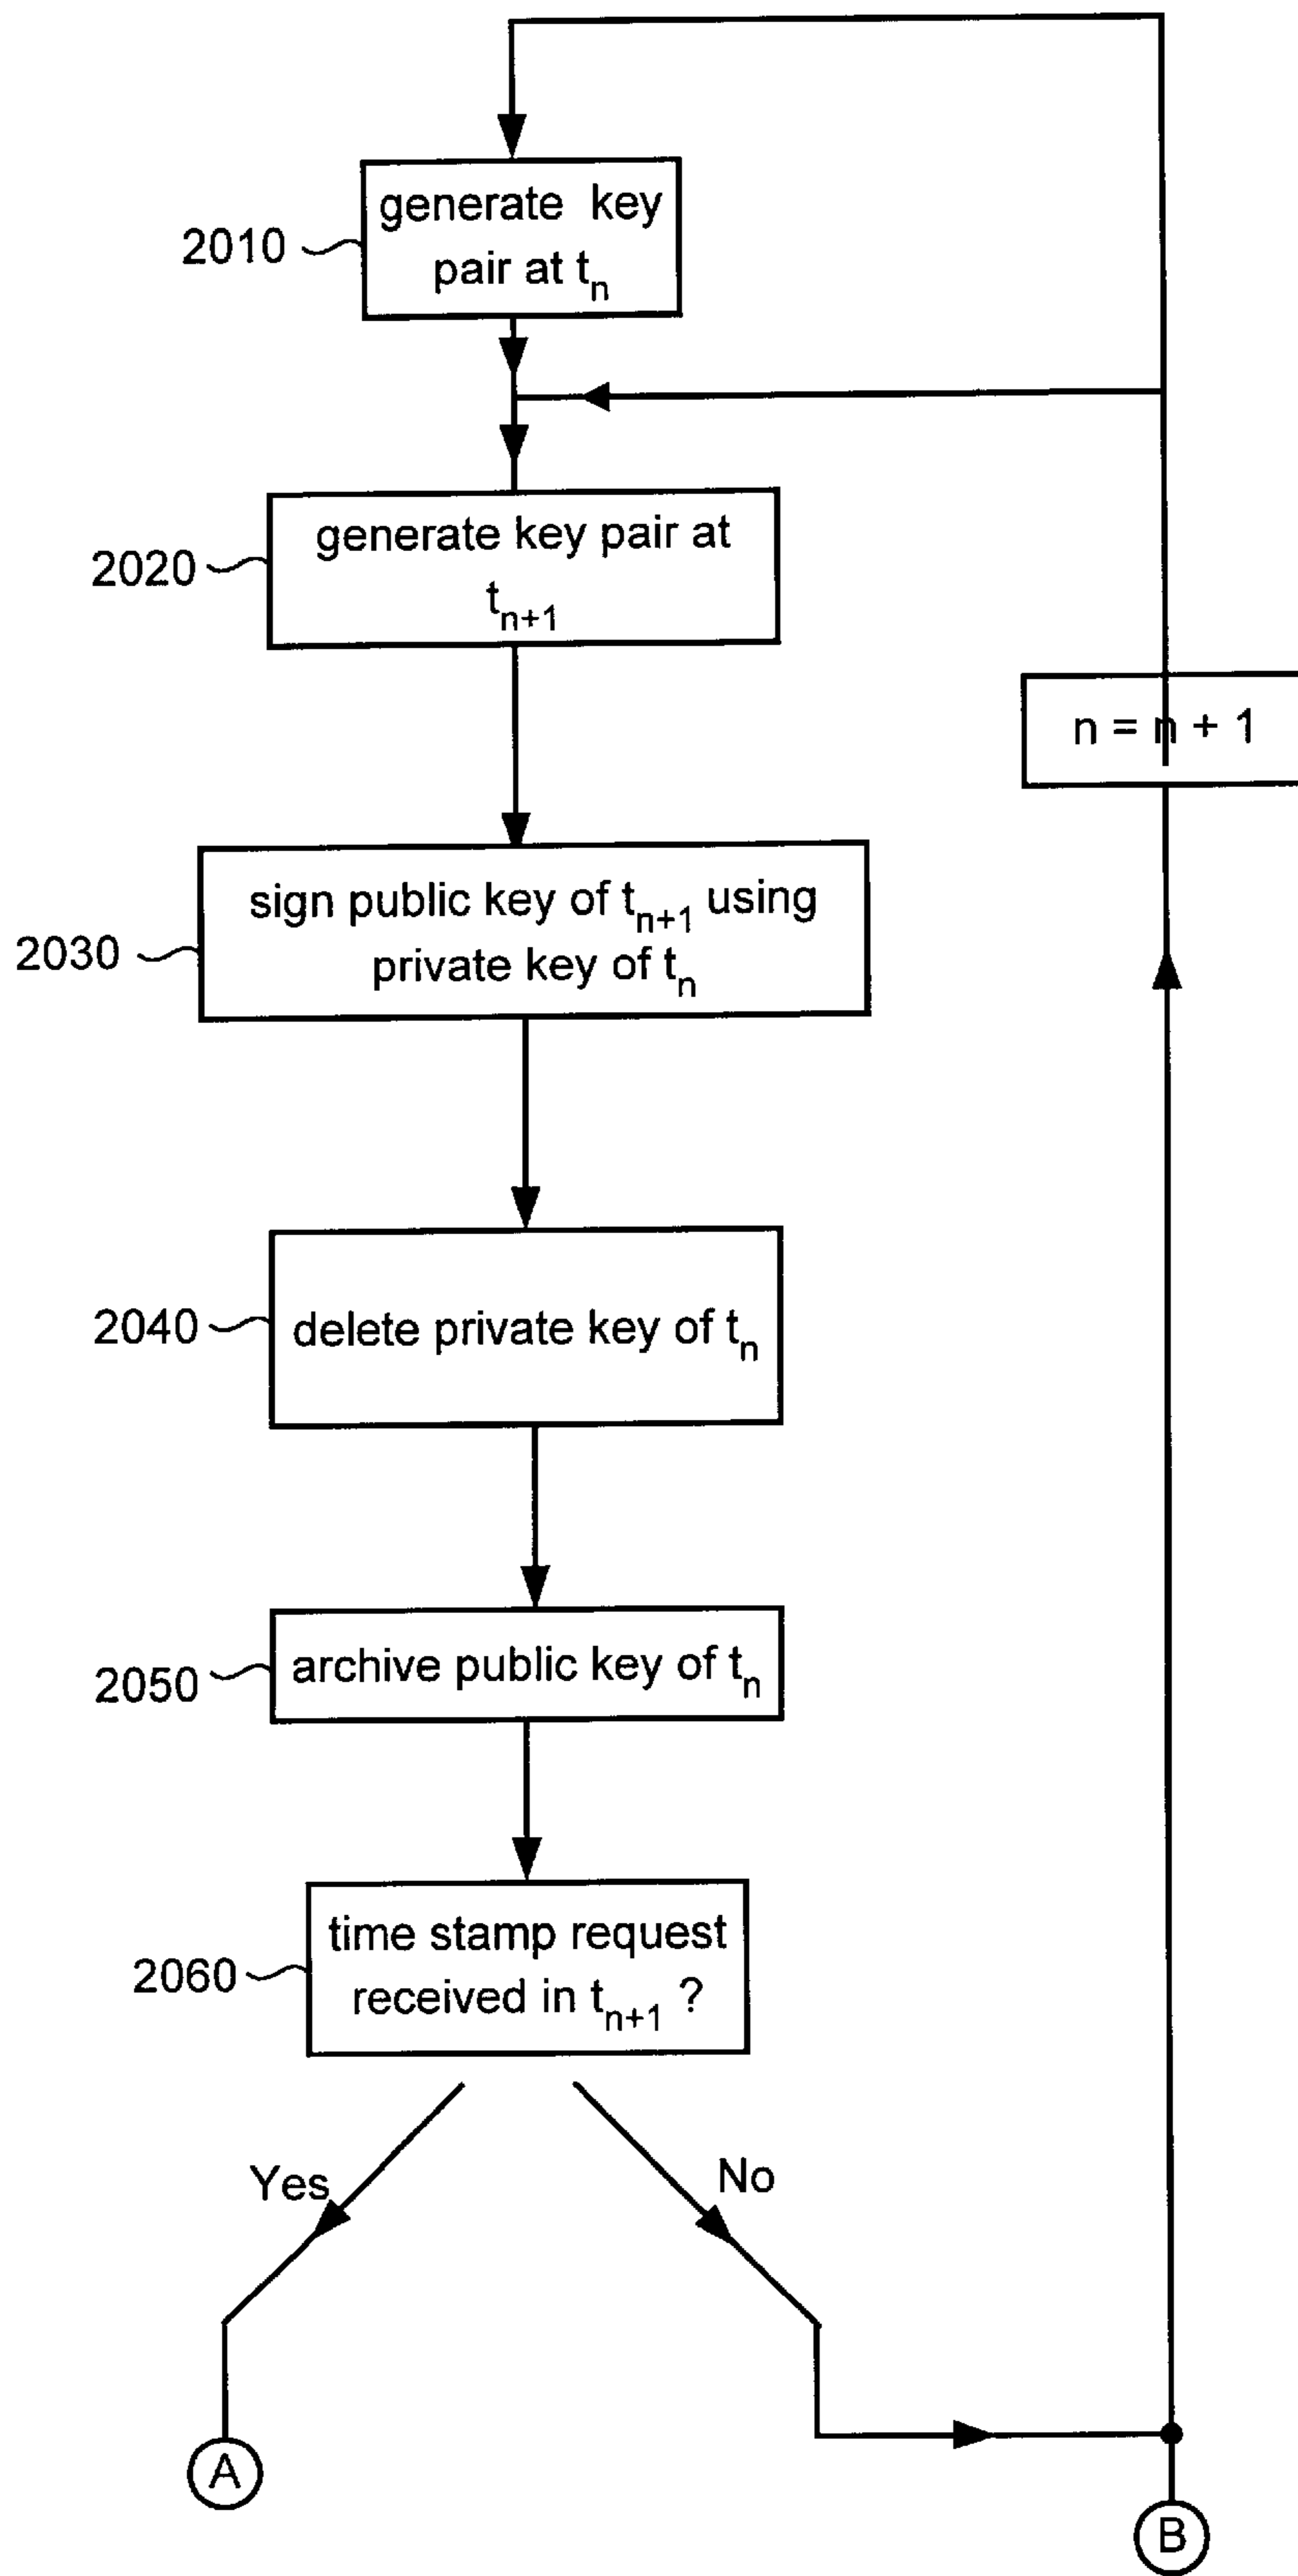 generate key
pair at tn
2010
generate key pair at
tn+1
2020
n = n + 1
sign public key of tn+1 using
private key of tn
2030
delete private key of tn
2040
archive public key of tn
2050
time stamp request
received in tn+1 ?
2060
Yes
No
A
B